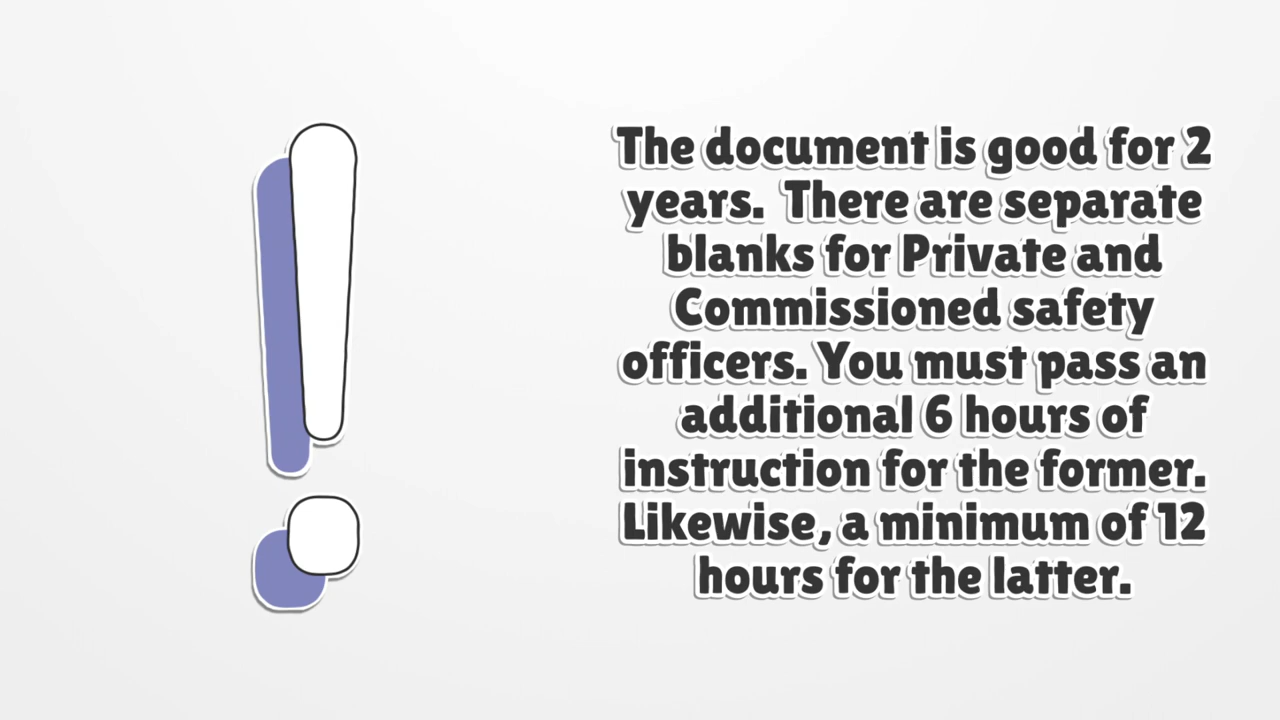 The document is good for 2
years.  There are separate
blanks for Private and
Commissioned safety
officers. You must pass an
additional 6 hours of
instruction for the former.
Likewise, a minimum of 12
hours for the latter.